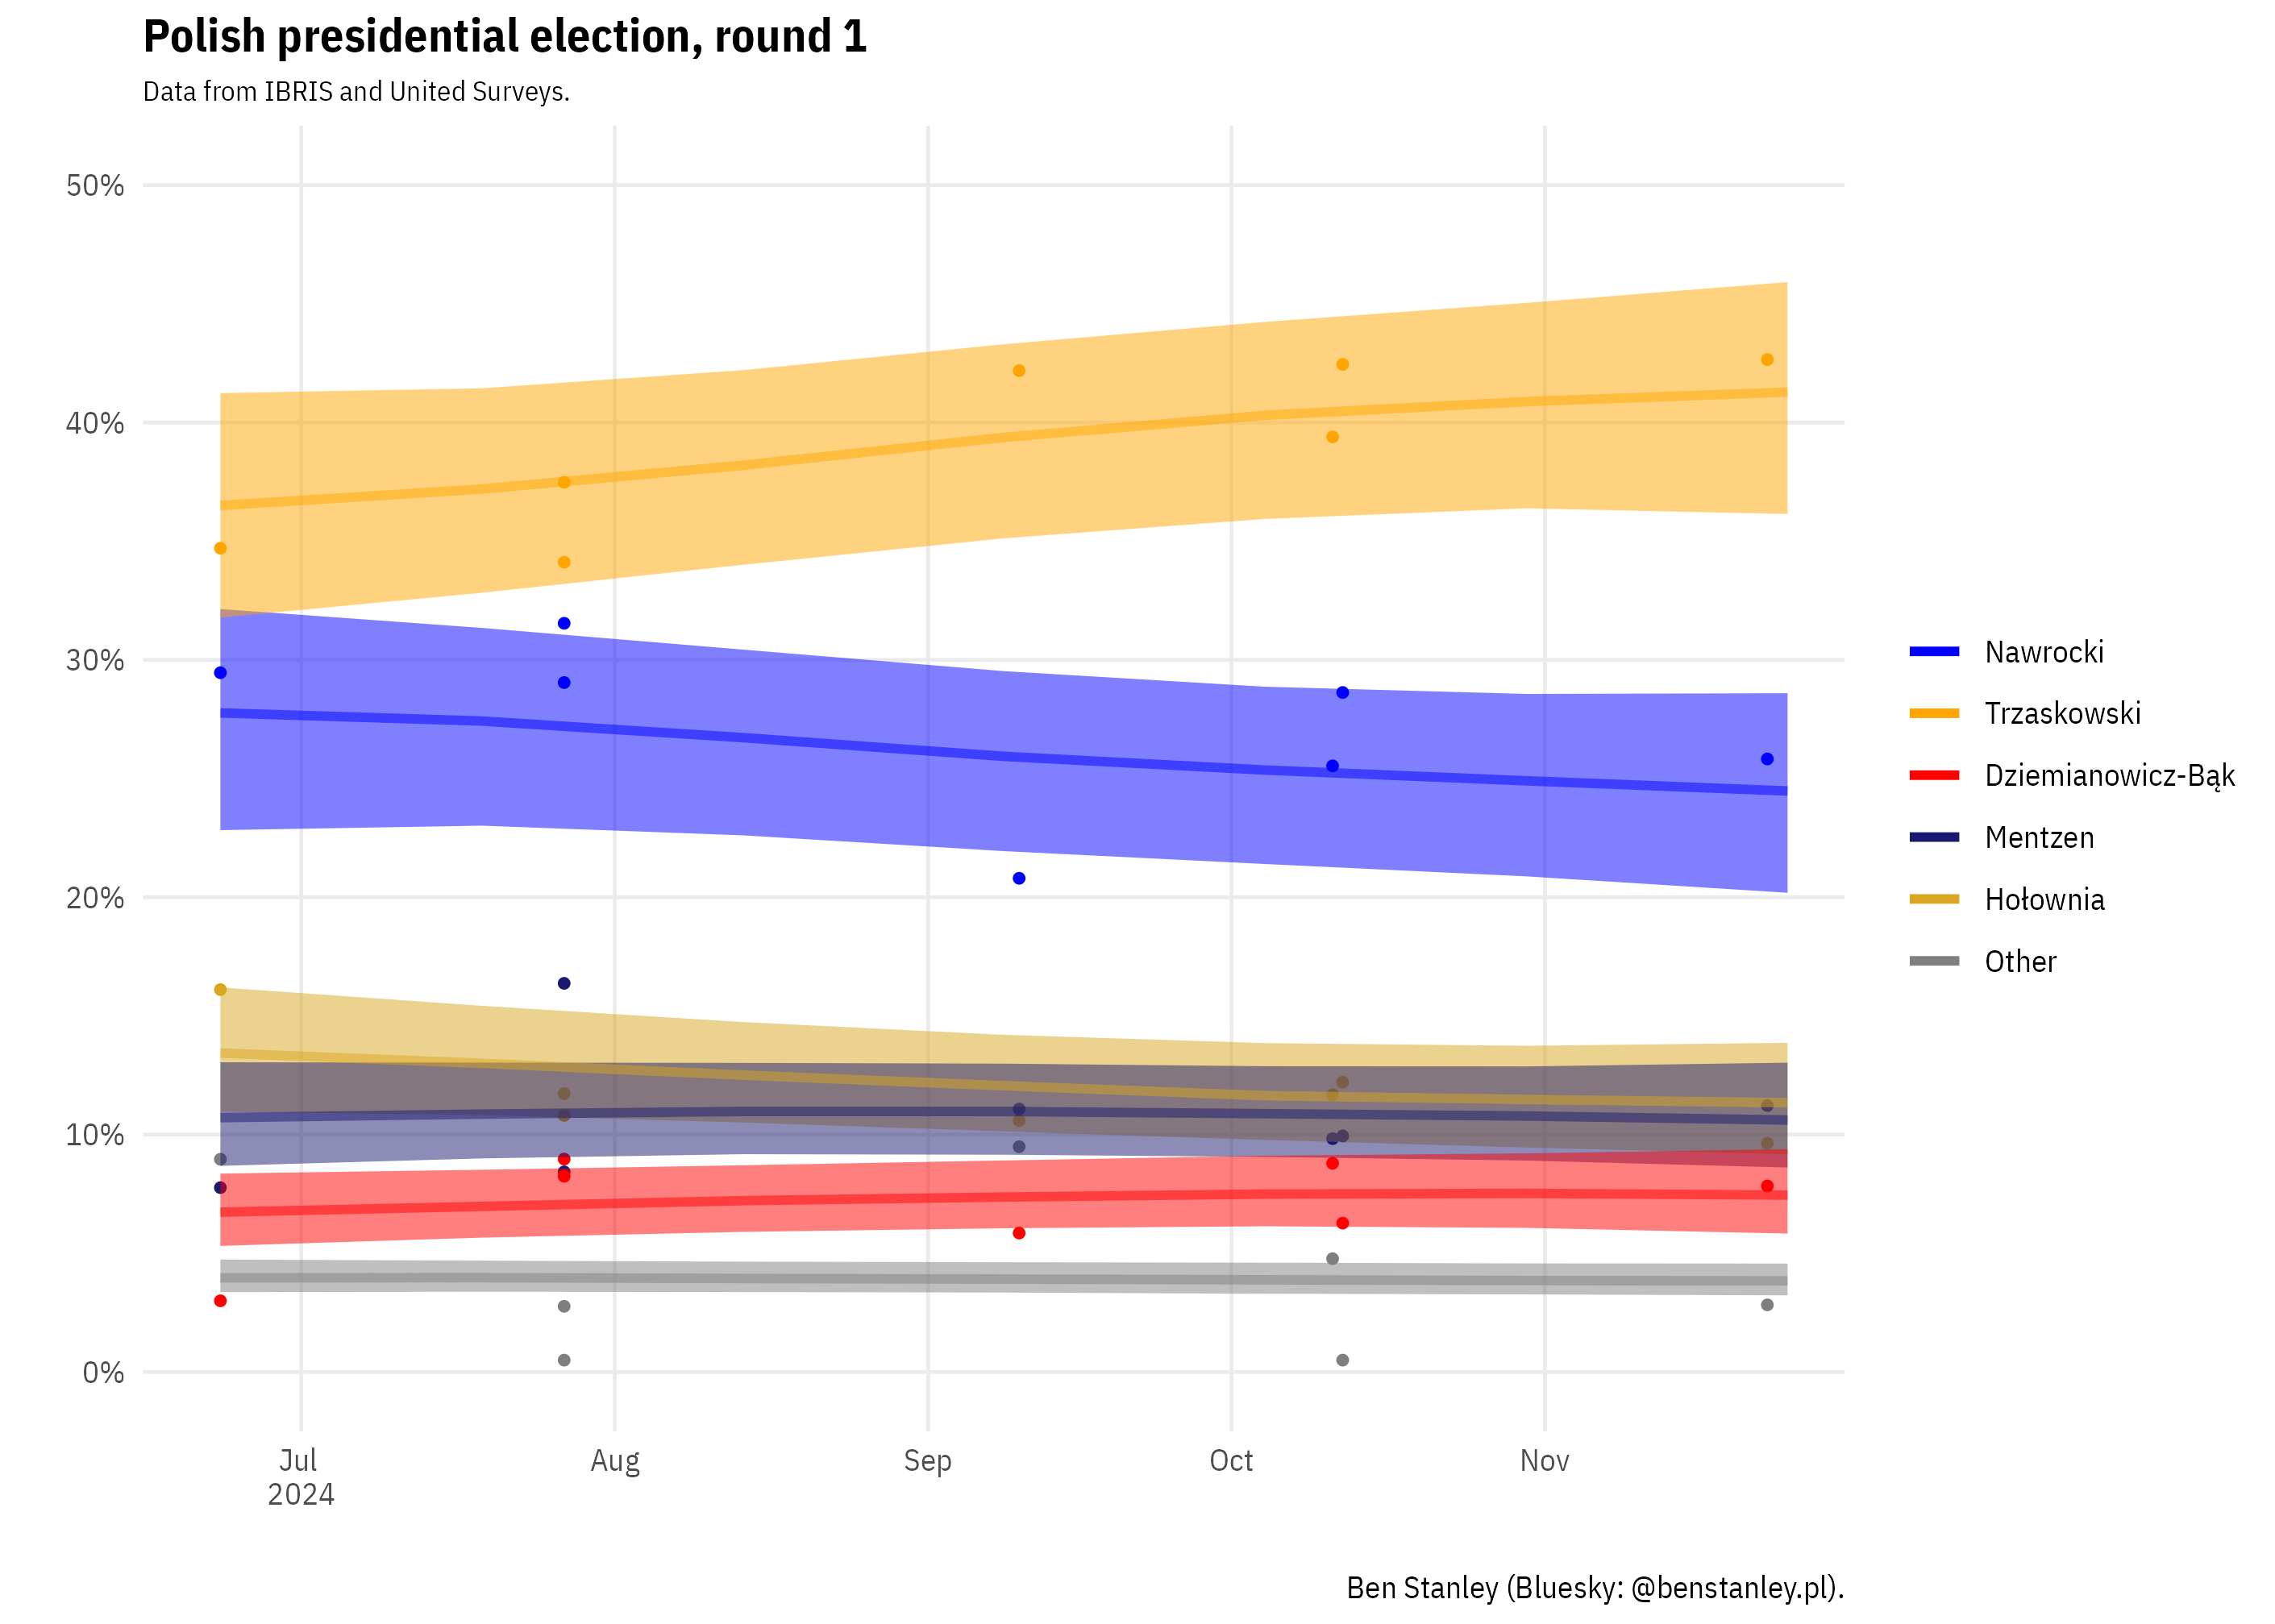 Polish presidential election, round 1
Data from IBRIS and United Surveys.
50%
40%
30%
20%
10%
0%
Jul
2024
Aug
Sep
Oct
Nov
Nawrocki
Trzaskowski
Dziemianowicz-Bąk
Mentzen
Hołownia
Other
Ben Stanley (Bluesky: @benstanley.pl).